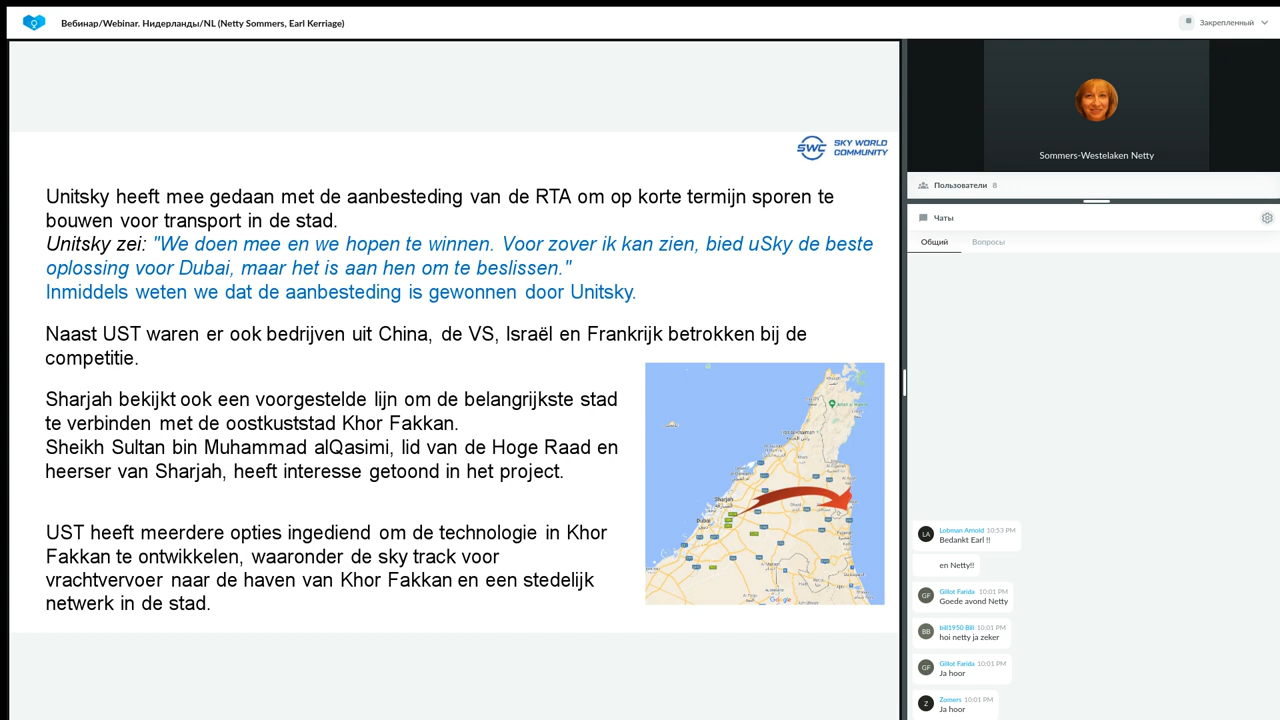 Вебинар/Webinar. Нидерланды/NL (Netty Sommers, Earl Kerriage)
Закрепленный
SWC SKY WORLD
COMMUNITY
Unitsky heeft mee gedaan met de aanbesteding van de RTA om op korte termijn sporen te
bouwen voor transport in de stad.
Unitsky zei: "We doen mee en we hopen te winnen. Voor zover ik kan zien, bied uSky de beste
oplossing voor Dubai, maar het is aan hen om te beslissen."
Inmiddels weten we dat de aanbesteding is gewonnen door Unitsky.
Naast UST waren er ook bedrijven uit China, de VS, Israël en Frankrijk betrokken bij de
competitie.
Sharjah bekijkt ook een voorgestelde lijn om de belangrijkste stad
te verbinden met de ooststuststad Khor Fakkan.
Sheikh Sultan bin Muhammad alQasimi, lid van de Hoge Raad en
heerser van Sharjah, heeft interesse getoond in het project.
UST heeft meerdere opties ingediend om de technologie in Khor
Fakkan te ontwikkelen, waaronder de sky track voor
vrachtvervoer naar de haven van Khor Fakkan en een stedelijk
netwerk in de stad.
Sharjah
Dubai
Google
Sommers-Westelaken Netty
Пользователи 8
Чаты
Общий Вопросы
LA Lobman Arnold 10:53 PM
Bedankt Earl !!
en Netty!!
GF Gillot Farida 10:01 PM
Goede avond Netty
BB bill1950 Bill 10:01 PM
hoi netty ja zeker
GF Gillot Farida 10:01 PM
Ja hoor
Z Zomers 10:01 PM
Ja hoor